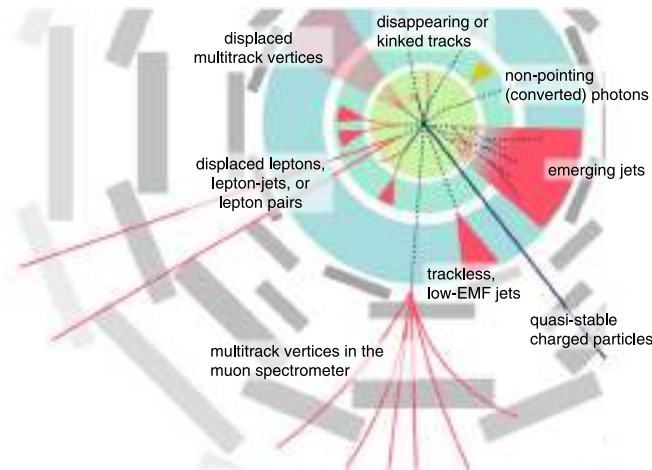 disappearing or
kinked tracks
displaced
multitrack vertices
non-pointing
(converted) photons
displaced leptons,
lepton-jets, or
lepton pairs
emerging jets
trackless,
low-EMF jets
quasi-stable
charged particles
multitrack vertices in the
muon spectrometer